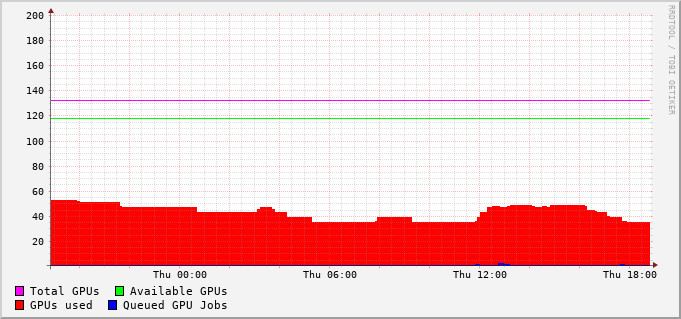 200
180
160
140
120
100
80
60
40
20
Thu 00:00 Thu 06:00 Thu 12:00 Thu 18:00
Total GPUs Available GPUs
GPUs used Queued GPU Jobs
RRDTOOL / TOBI OETIKER